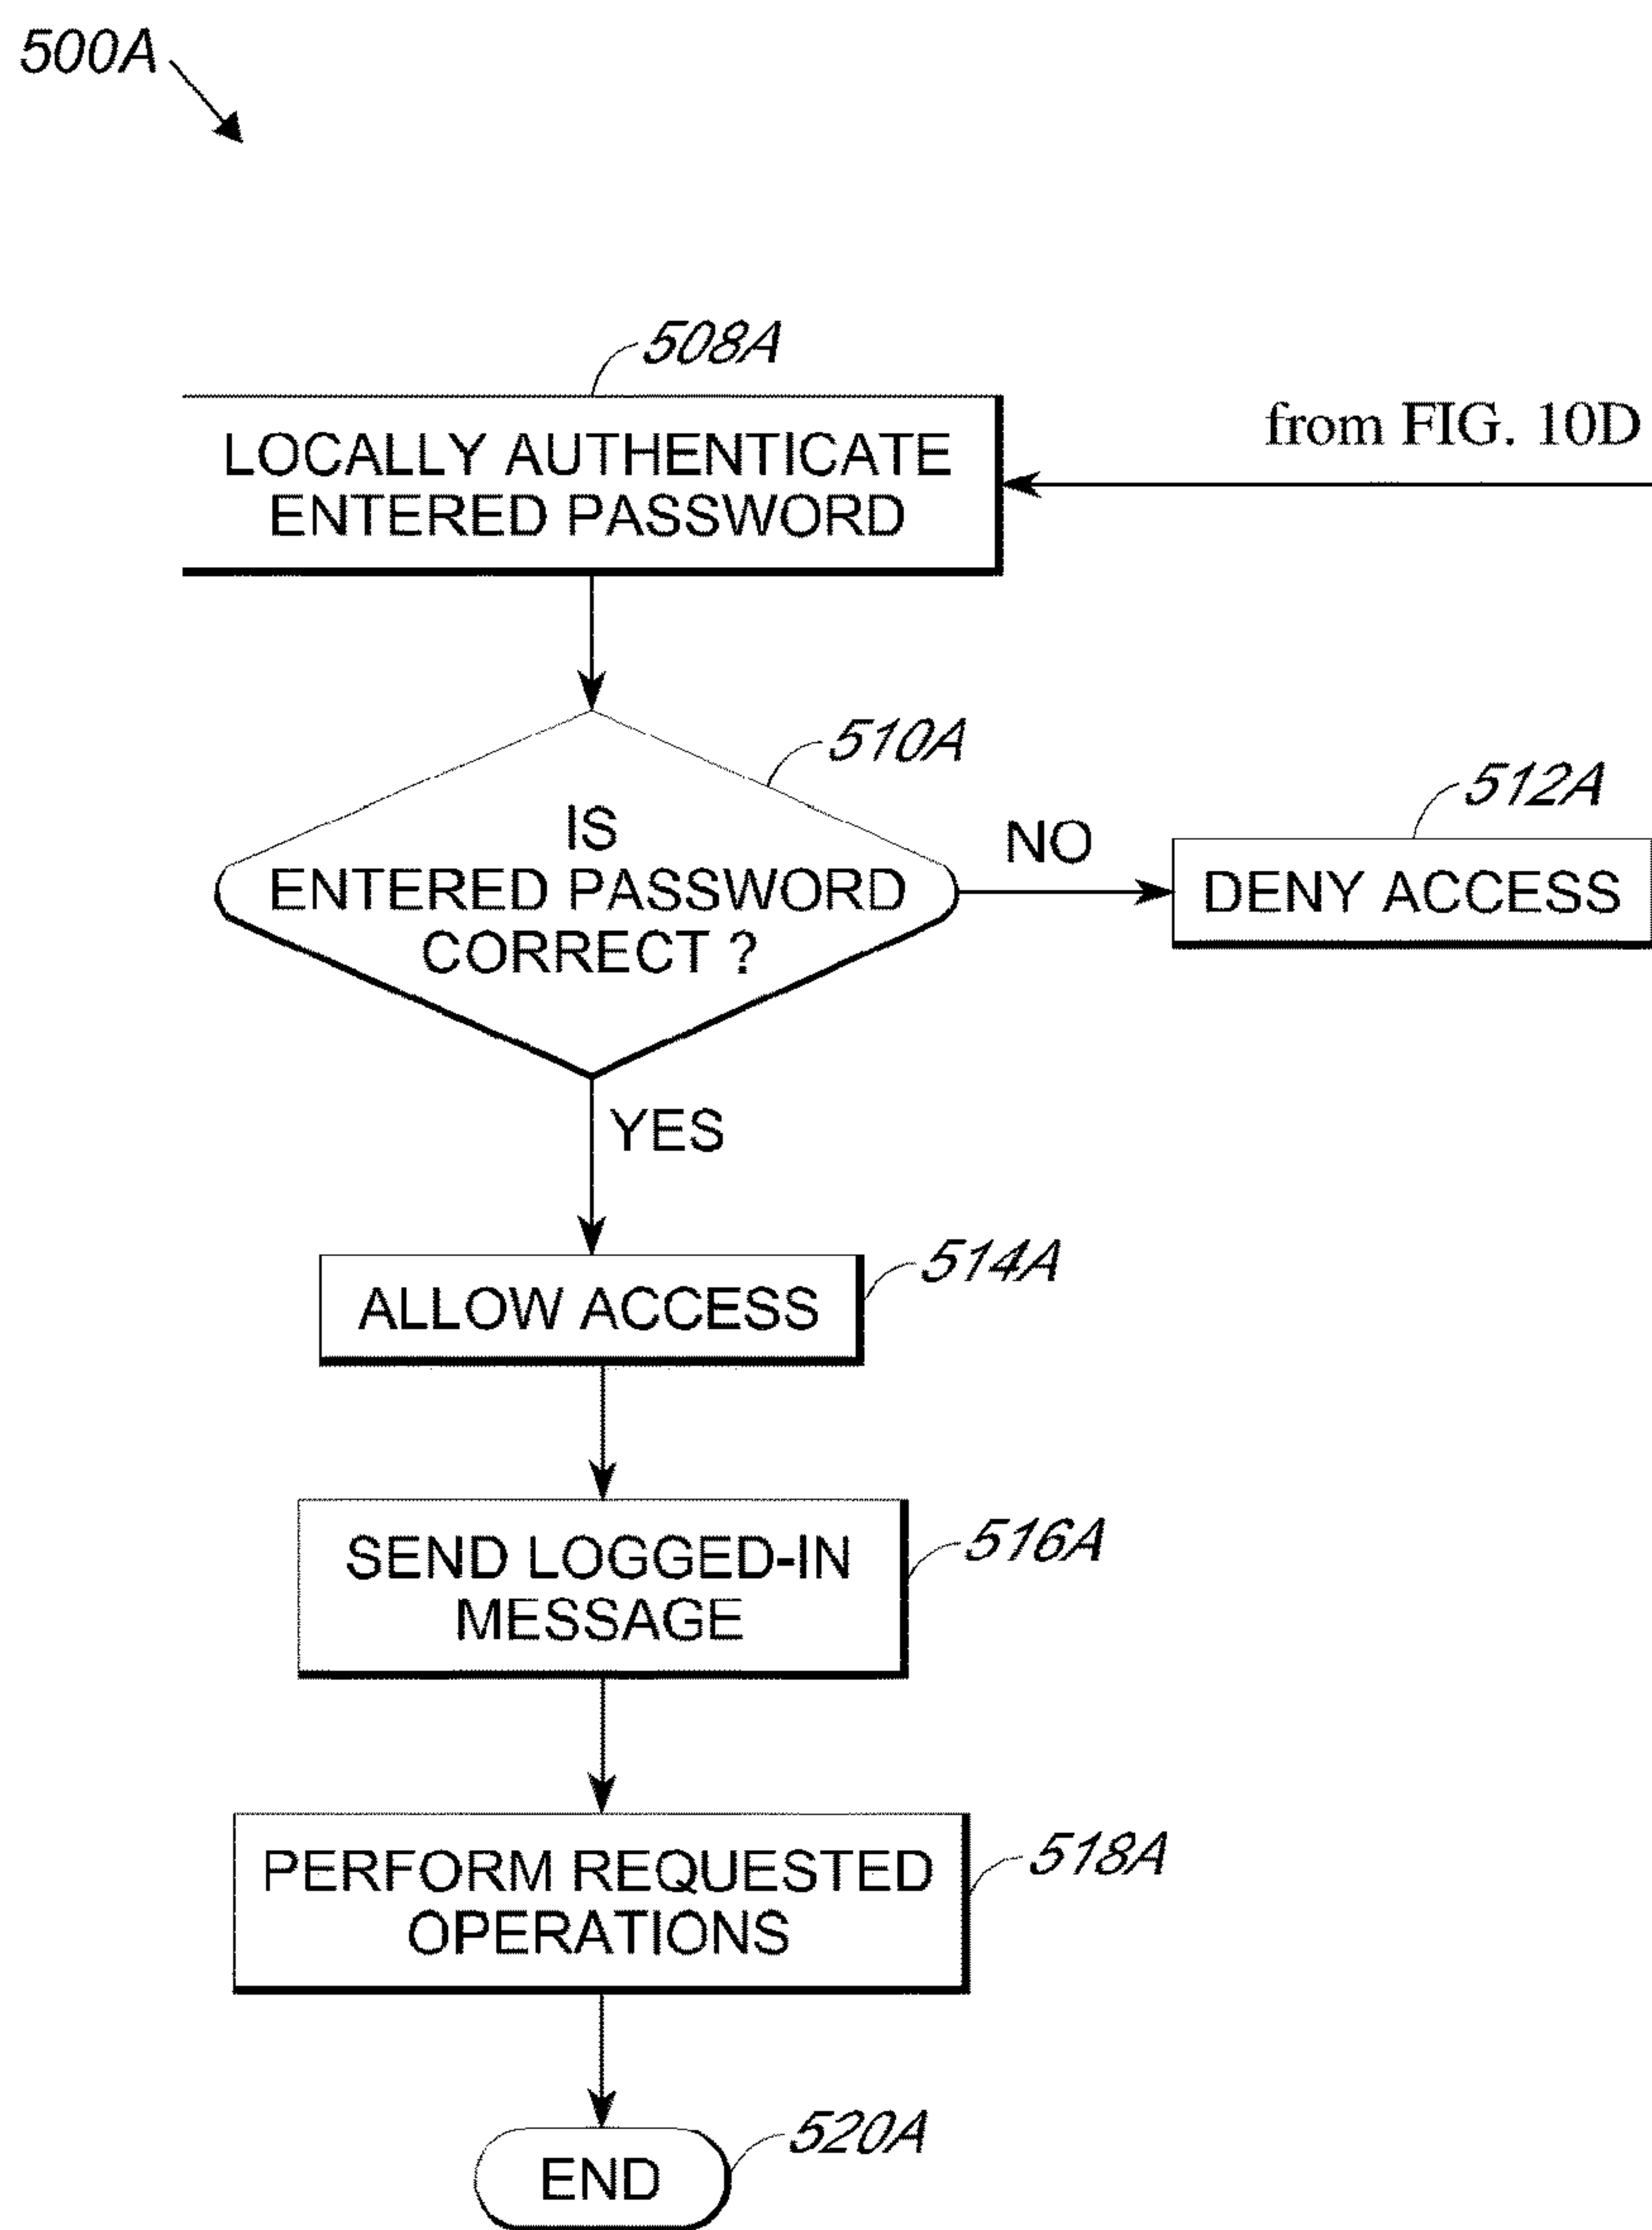 500A
508A
LOCALLY AUTHENTICATE
ENTERED PASSWORD
from FIG. 10D
510A
IS
ENTERED PASSWORD
CORRECT ?
NO
512A
DENY ACCESS
YES
514A
ALLOW ACCESS
516A
SEND LOGGED-IN
MESSAGE
518A
PERFORM REQUESTED
OPERATIONS
520A
END